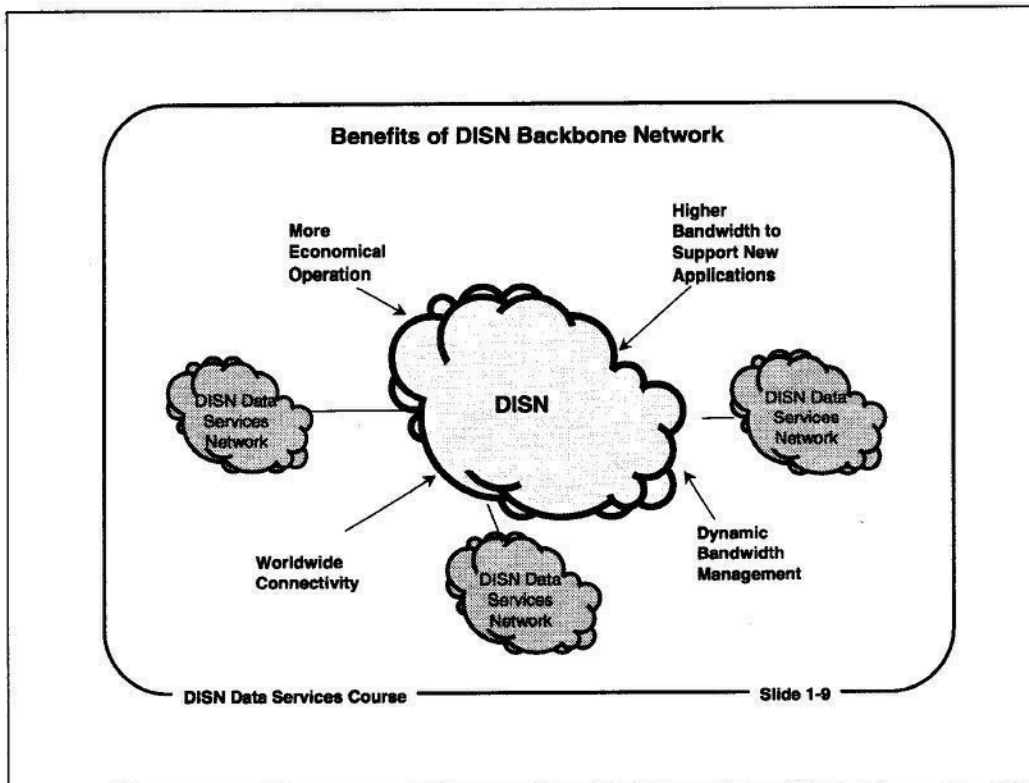 Benefits of DISN Backbone Network
More
Economical
Operation
Higher
Bandwidth to
Support New
Applications
DISN Data
Services
Network
DISN
DISN Data
Services
Network
Worldwide
Connectivity
DISN Data
Services
Network
Dynamic
Bandwidth
Management
DISN Data Services Course
Slide 1-9